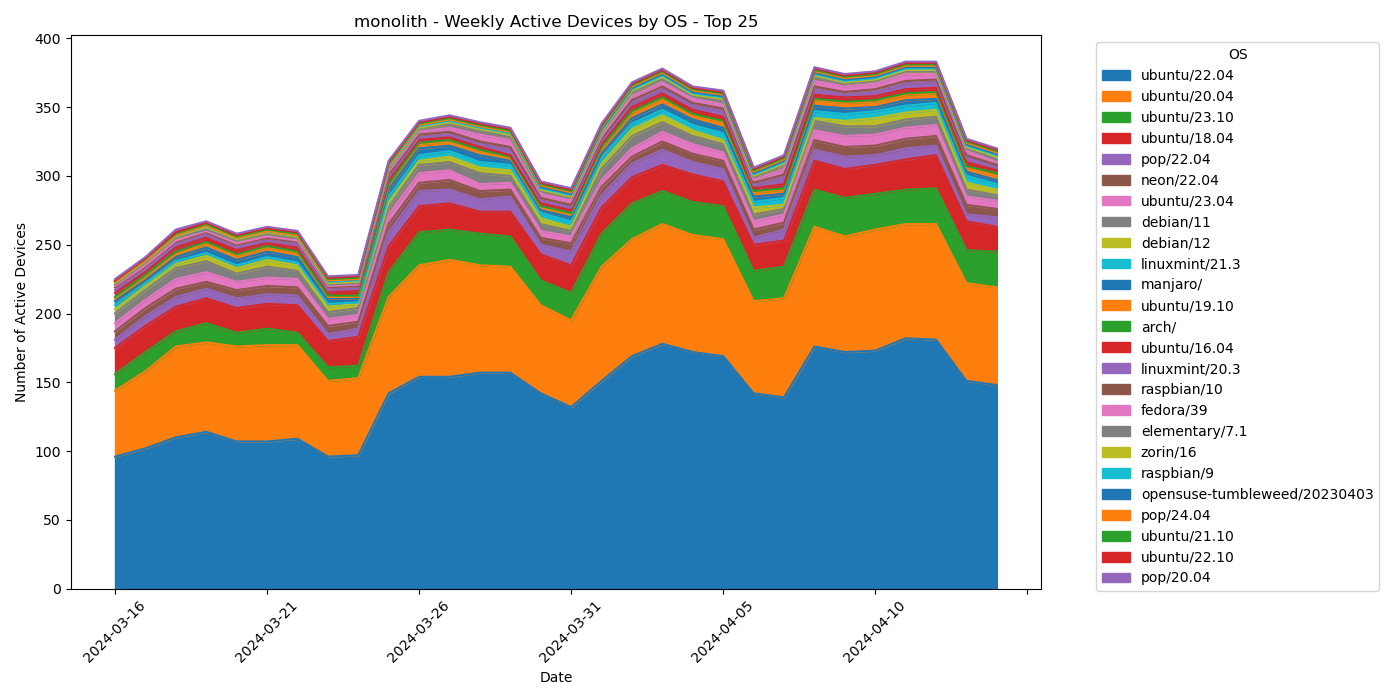 monolith - Weekly Active Devices by OS - Top 25
Number of Active Devices
400
350
300
250
200
150
100
50
0
2024-03-16
2024-03-21
2024-03-26
2024-03-31
2024-04-05
2024-04-10
Date
OS
ubuntu/22.04
ubuntu/20.04
ubuntu/23.10
ubuntu/18.04
pop/22.04
neon/22.04
ubuntu/23.04
debian/11
debian/12
linuxmint/21.3
manjaro/
ubuntu/19.10
arch/
ubuntu/16.04
linuxmint/20.3
raspbian/10
fedora/39
elementary/7.1
zorin/16
raspbian/9
opensuse-tumbleweed/20230403
pop/24.04
ubuntu/21.10
ubuntu/22.10
pop/20.04